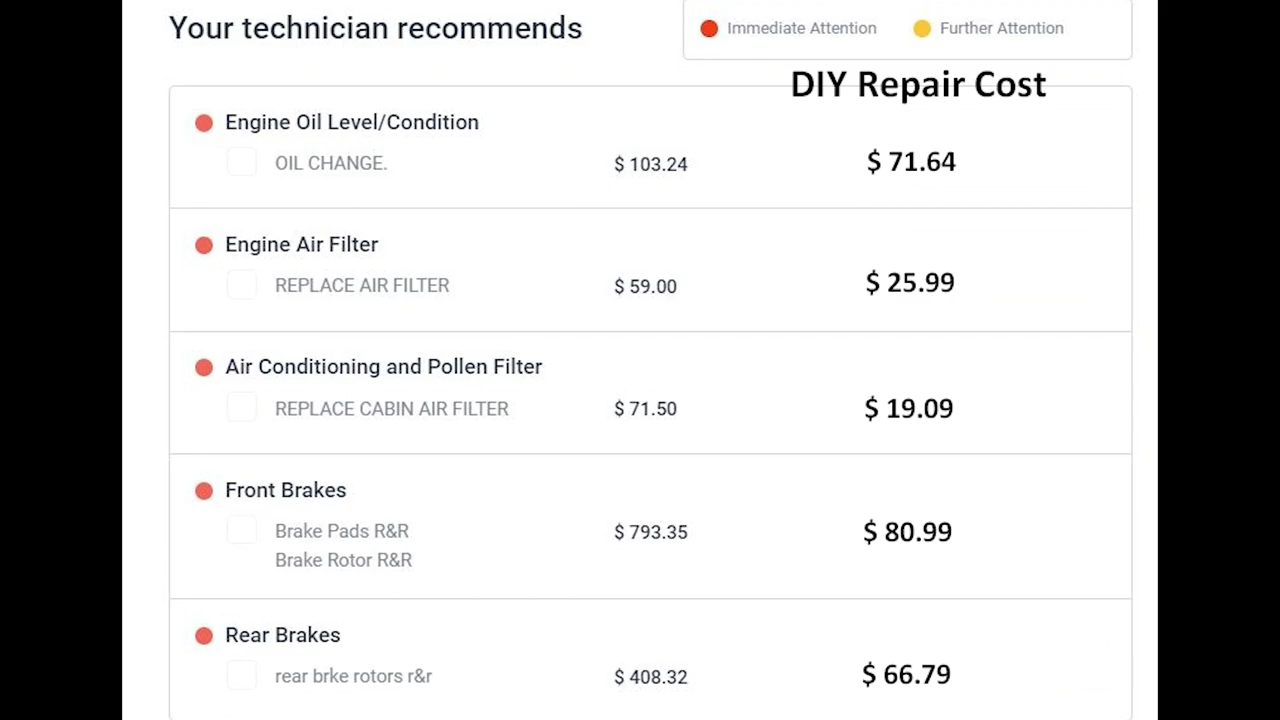 Your technician recommends
Immediate Attention
Further Attention
DIY Repair Cost
Engine Oil Level/Condition
OIL CHANGE. $ 103.24 $ 71.64
Engine Air Filter
REPLACE AIR FILTER $ 59.00 $ 25.99
Air Conditioning and Pollen Filter
REPLACE CABIN AIR FILTER $ 71.50 $ 19.09
Front Brakes
Brake Pads R&R $ 793.35 $ 80.99
Brake Rotor R&R
Rear Brakes
rear brke rotors r&r $ 408.32 $ 66.79